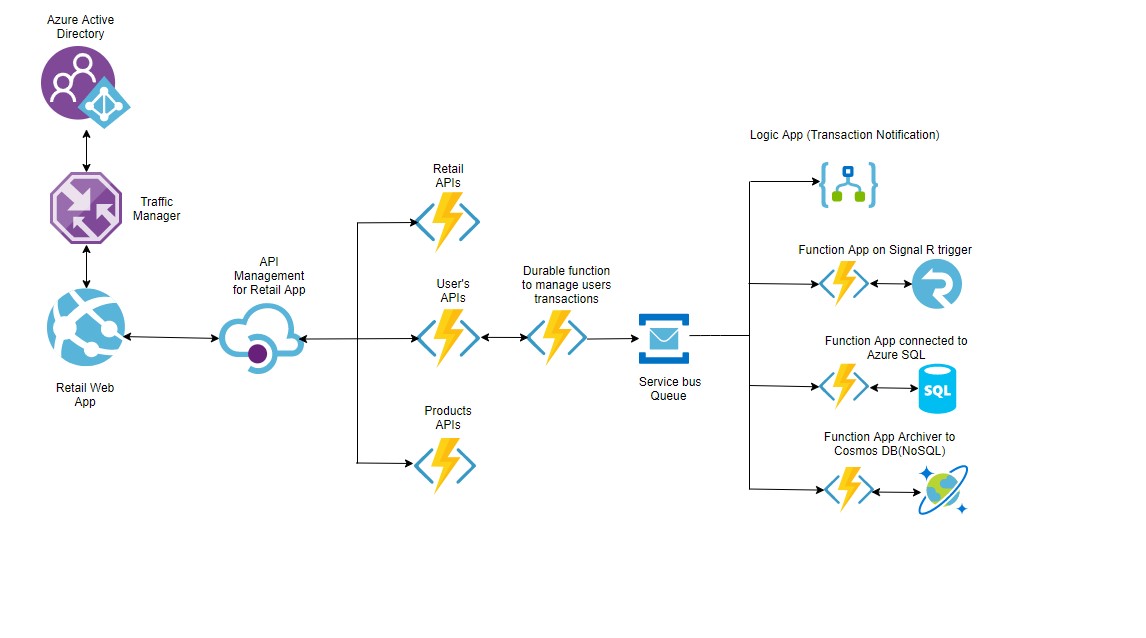 Azure Active
Directory
Traffic
Manager
Retail Web
App
API
Management
for Retail App
Retail
APIs
User's
APIs
Products
APIs
Durable function
to manage users
transactions
Service bus
Queue
Logic App (Transaction Notification)
Function App on Signal R trigger
Function App connected to
Azure SQL
SQL
Function App Archiver to
Cosmos DB(NoSQL)